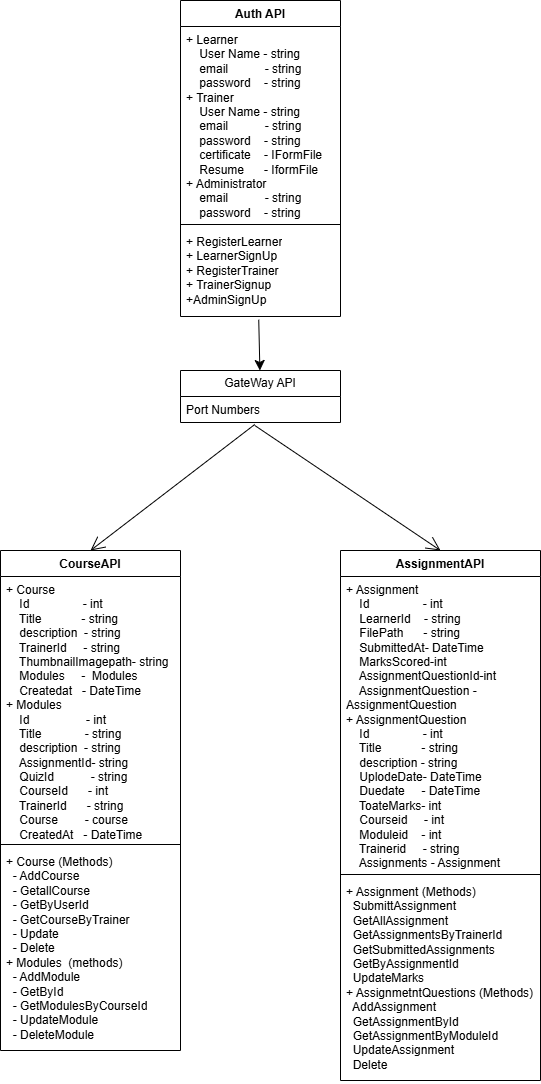 Auth API
+ Learner
User Name - string
email - string
password - string
+ Trainer
User Name - string
email - string
password - string
certificate - IFormFile
Resume - IformFile
+ Administrator
email - string
password - string
+ RegisterLearner
+ LearnerSignUp
+ RegisterTrainer
+ TrainerSignup
+AdminSignUp
GateWay API
Port Numbers
CourseAPI
+ Course
Id - int
Title - string
description - string
TrainerId - string
ThumbnailImagepath- string
Modules - Modules
Createdat - DateTime
+ Modules
Id - int
Title - string
description - string
AssignmentId- string
QuizId - string
CourseId - int
TrainerId - string
Course - course
CreatedAt - DateTime
+ Course (Methods)
- AddCourse
- GetallCourse
- GetByUserId
- GetCourseByTrainer
- Update
- Delete
+ Modules (methods)
- AddModule
- GetById
- GetModulesByCourseId
- UpdateModule
- DeleteModule
AssignmentAPI
+ Assignment
Id - int
LearnerId - string
FilePath - string
SubmittedAt- DateTime
MarksScored-int
AssignmentQuestionId-int
AssignmentQuestion -
AssignmentQuestion
+ AssignmentQuestion
Id - int
Title - string
description - string
UplodeDate- DateTime
Duedate - DateTime
ToateMarks- int
Courseid - int
Moduleid - int
Trainerid - string
Assignments - Assignment
+ Assignment (Methods)
SubmittAssignment
GetAllAssignment
GetAssignmentsByTrainerId
GetSubmittedAssignments
GetByAssignmentId
UpdateMarks
+ AssignmetntQuestions (Methods)
AddAssignment
GetAssignmentById
GetAssignmentByModuleId
UpdateAssignment
Delete